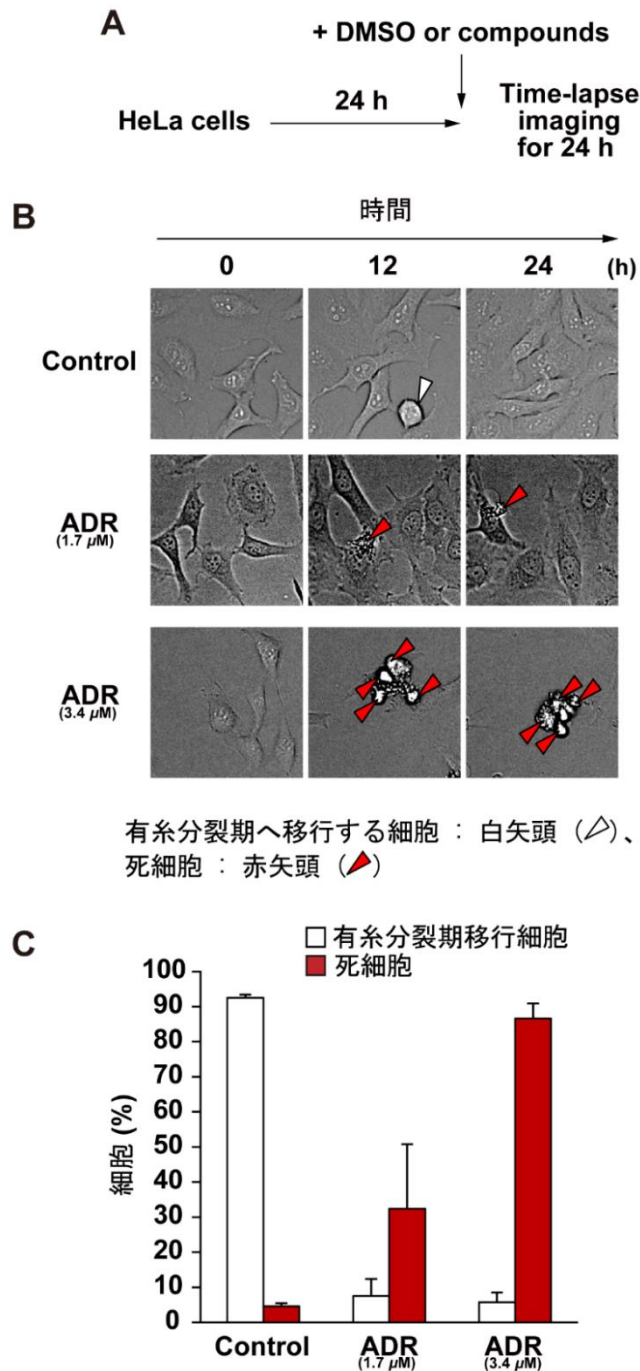 A
+ DMSO or compounds
24 h
HeLa cells
Time-lapse
imaging
for 24 h
B
時間
0 12 24 (h)
Control
ADR
(1.7 µM)
ADR
(3.4 µM)
有糸分裂期へ移行する細胞 : 白矢頭 ( )、
死細胞 : 赤矢頭 ( )
C
有糸分裂期移行細胞
死細胞
細胞 (%)
100
90
80
70
60
50
40
30
20
10
0
Control ADR ADR
(1.7 µM) (3.4 µM)